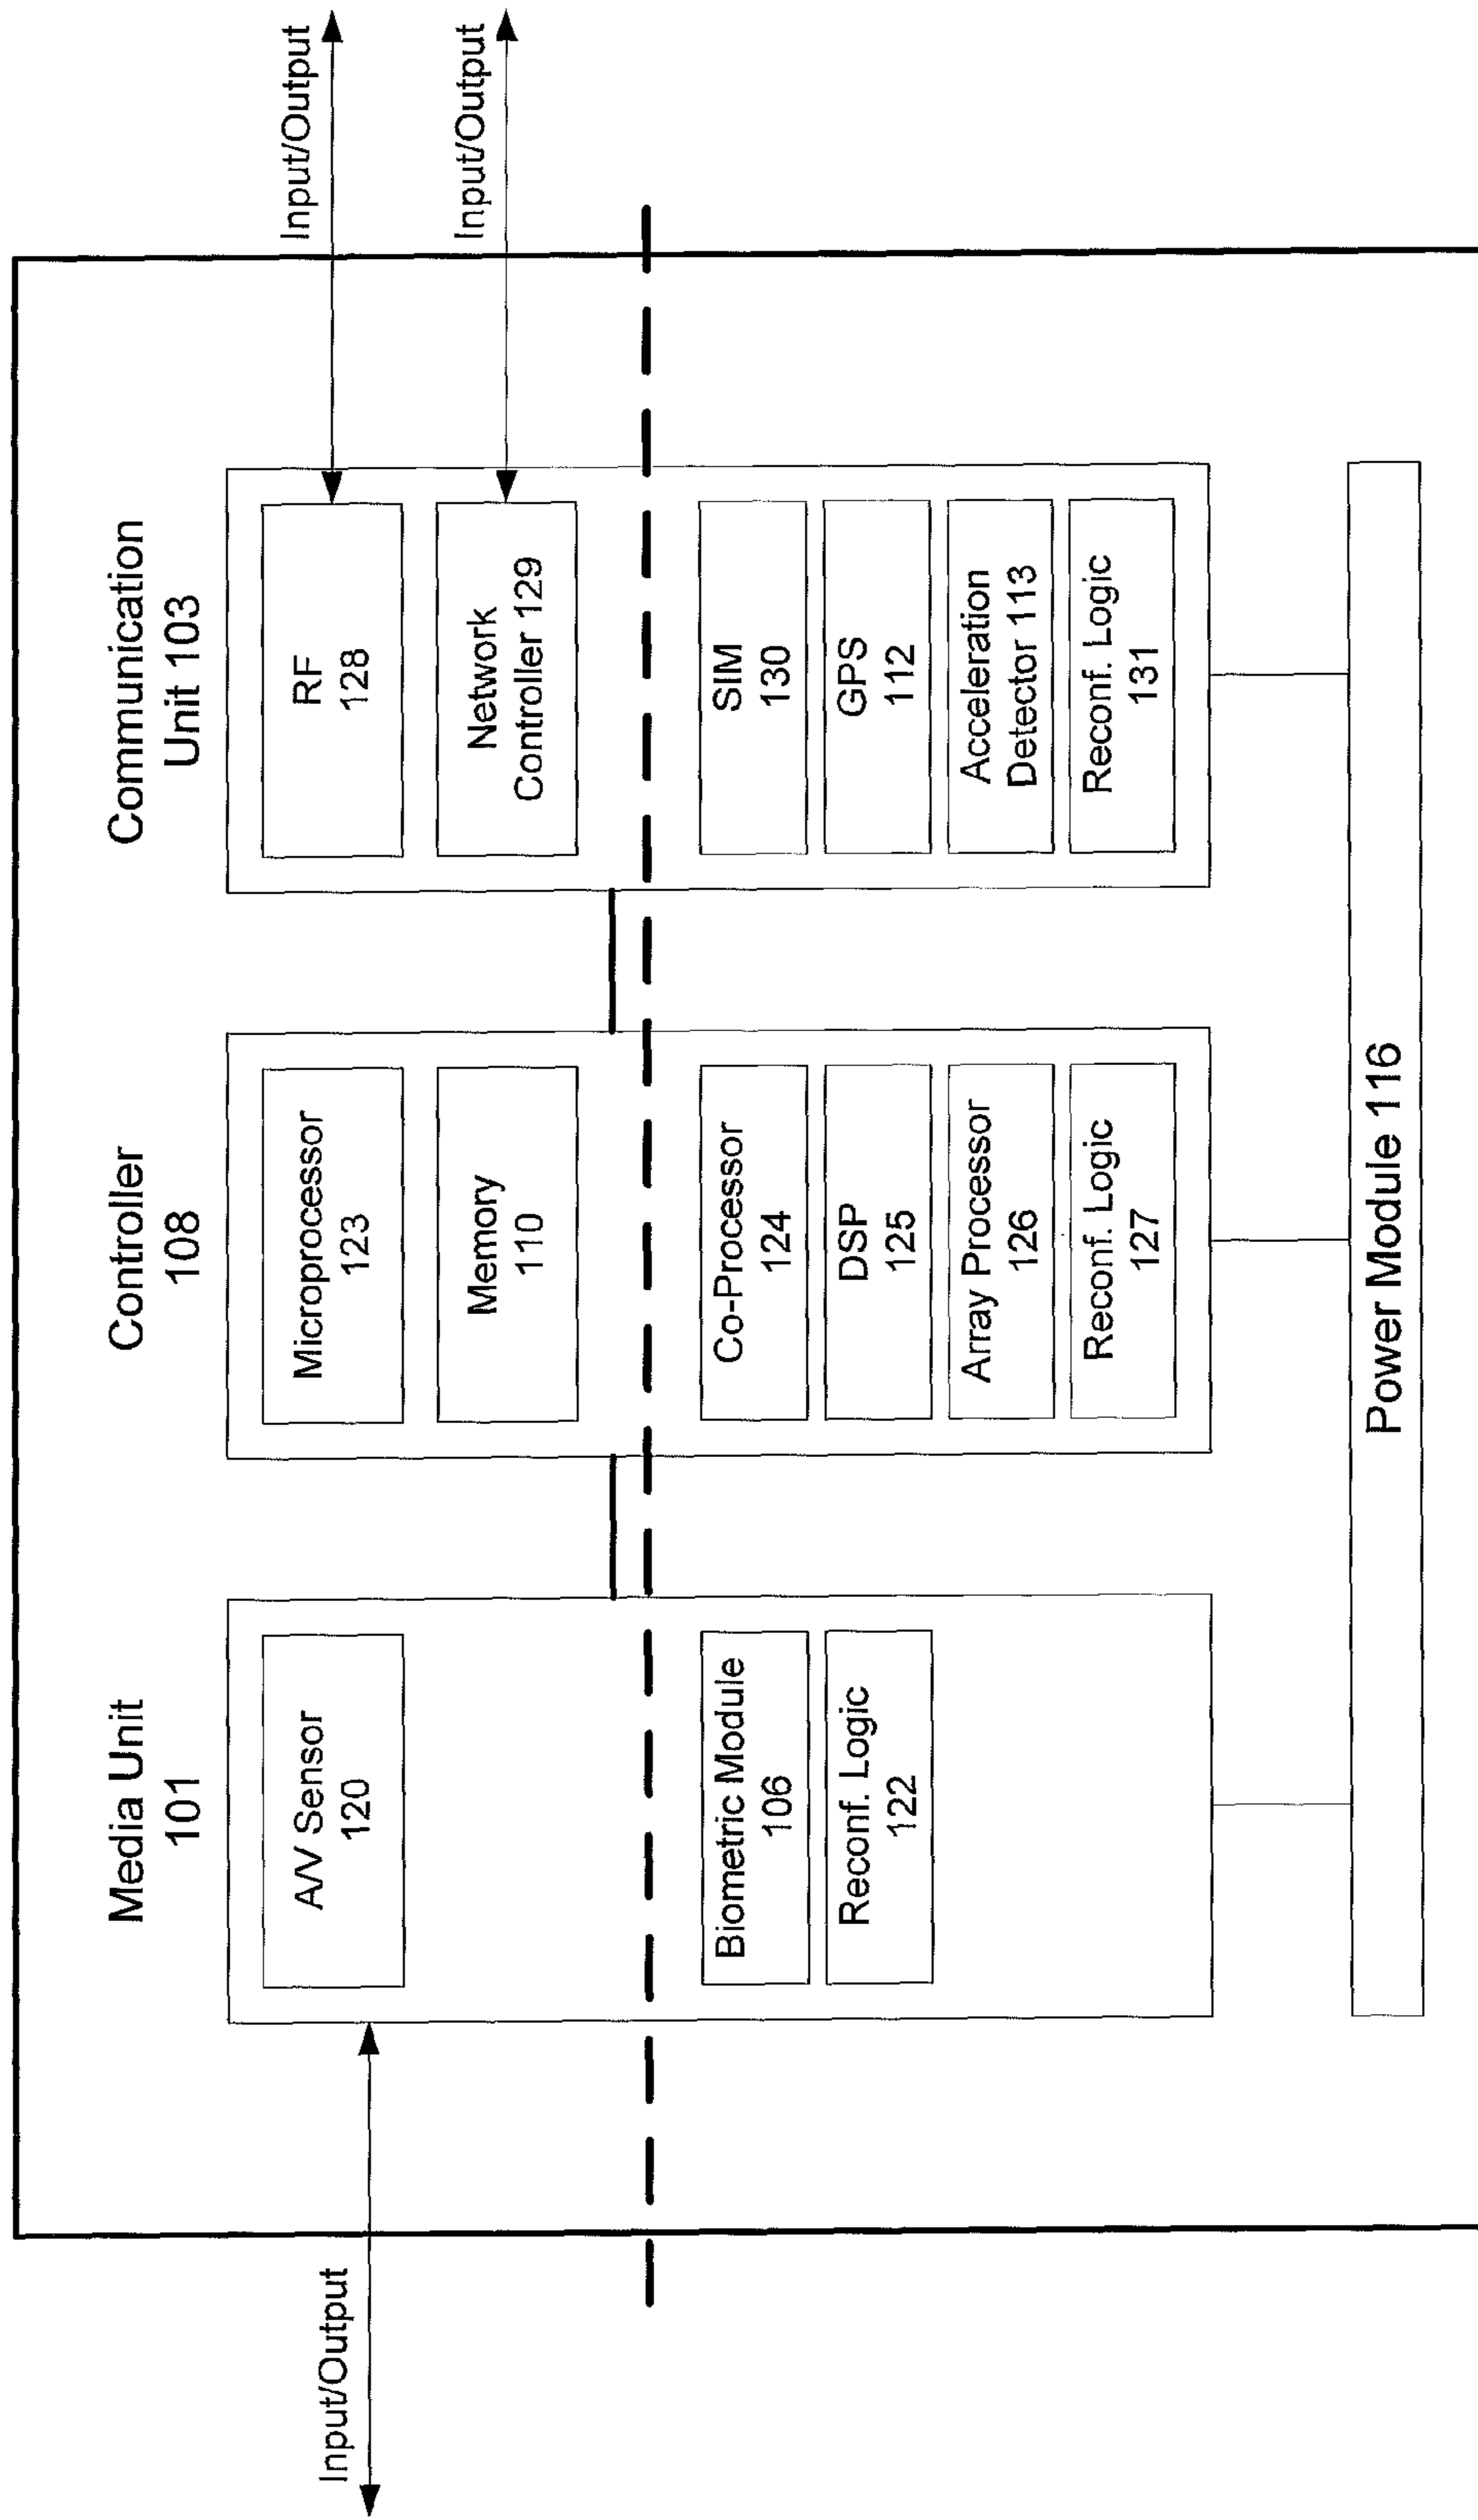 Media Unit
101
A/V Sensor
120
Biometric Module
106
Reconf. Logic
122
Input/Output
Controller
108
Microprocessor
123
Memory
110
Co-Processor
124
DSP
125
Array Processor
126
Reconf. Logic
127
Communication
Unit 103
RF
128
Network
Controller 129
SIM
130
GPS
112
Acceleration
Detector 113
Reconf. Logic
131
Input/Output
Input/Output
Power Module 116